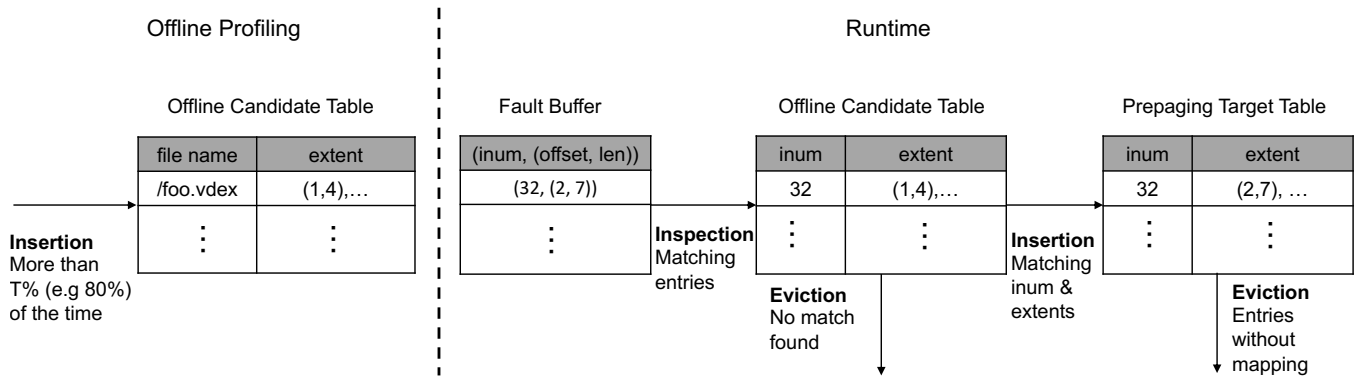 Offline Profiling
Runtime
Offline Candidate Table
Fault Buffer
Offline Candidate Table
Prepaging Target Table
file name extent
(inum, (offset, len))
inum extent
inum extent
/foo.vdex (1,4),…
(32, (2, 7))
32 (1,4),…
32 (2,7), …
⋮ ⋮
⋮
⋮ ⋮
⋮ ⋮
Insertion
More than
T% (e.g 80%)
of the time
Inspection
Matching
entries
Eviction
No match
found
Insertion
Matching
inum &
extents
Eviction
Entries
without
mapping